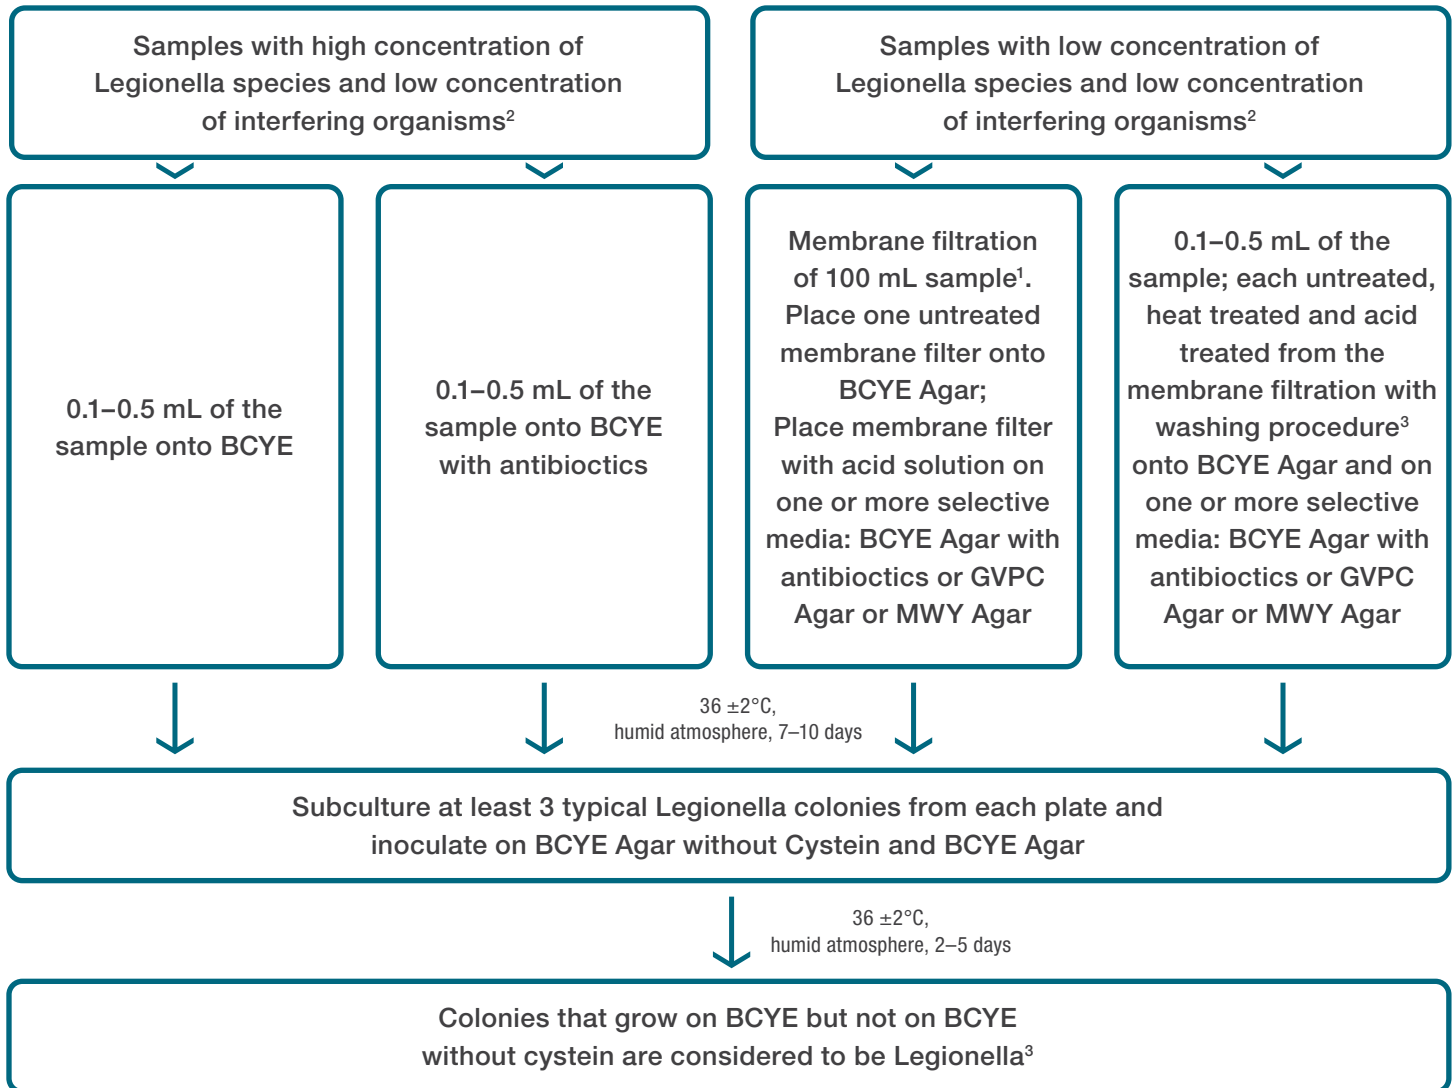 Samples with high concentration of
Legionella species and low concentration
of interfering organisms²
Samples with low concentration of
Legionella species and low concentration
of interfering organisms²
0.1–0.5 mL of the
sample onto BCYE
0.1–0.5 mL of the
sample onto BCYE
with antibioctics
Membrane filtration
of 100 mL sample¹.
Place one untreated
membrane filter onto
BCYE Agar;
Place membrane filter
with acid solution on
one or more selective
media: BCYE Agar with
antibioctics or GVPC
Agar or MWY Agar
0.1–0.5 mL of the
sample; each untreated,
heat treated and acid
treated from the
membrane filtration with
washing procedure³
onto BCYE Agar and on
one or more selective
media: BCYE Agar with
antibioctics or GVPC
Agar or MWY Agar
36 ±2°C,
humid atmosphere, 7–10 days
Subculture at least 3 typical Legionella colonies from each plate and
inoculate on BCYE Agar without Cystein and BCYE Agar
36 ±2°C,
humid atmosphere, 2–5 days
Colonies that grow on BCYE but not on BCYE
without cystein are considered to be Legionella³